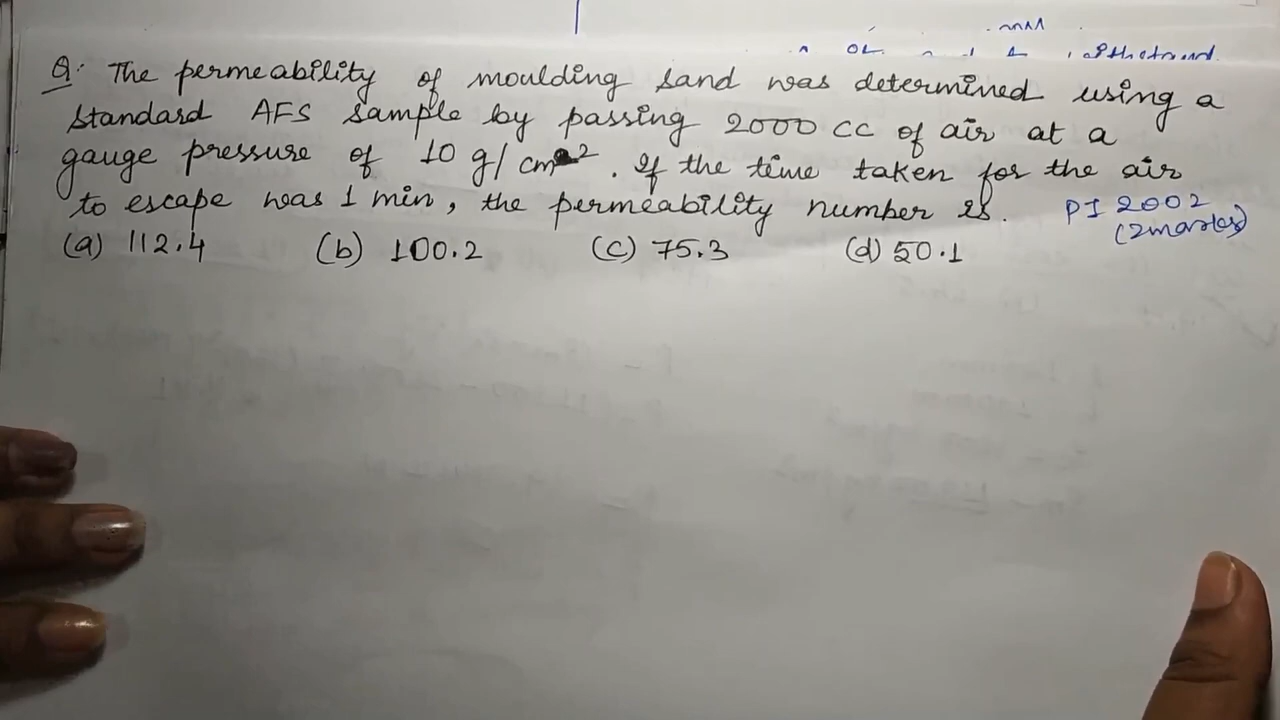 Q: The permeability of moulding sand was determined using a
standard AFS sample by passing 2000 cc of air at a
gauge pressure of 10 g/cm². If the time taken for the air
to escape was 1 min, the permeability number is. PI 2002
(2 marks)
(a) 112.4 (b) 100.2 (c) 75.3 (d) 50.1